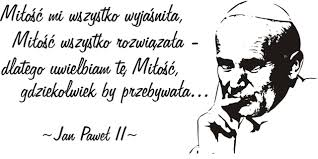 Miłość mi wszystko wyjaśniła,
Miłość wszystko rozwiązała -
dlatego uwielbiam tę Miłość,
gdziekolwiek by przebywała...
~Jan Paweł II~